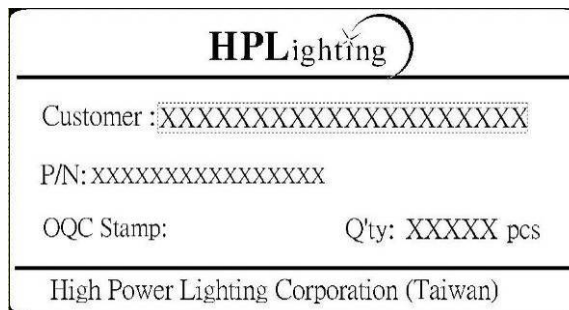 HPLighting
Customer : XXXXXXXXXXXXXXXXXXXX
P/N: XXXXXXXXXXXXXXXX
OQC Stamp: Q'ty: XXXXX pcs
High Power Lighting Corporation (Taiwan)